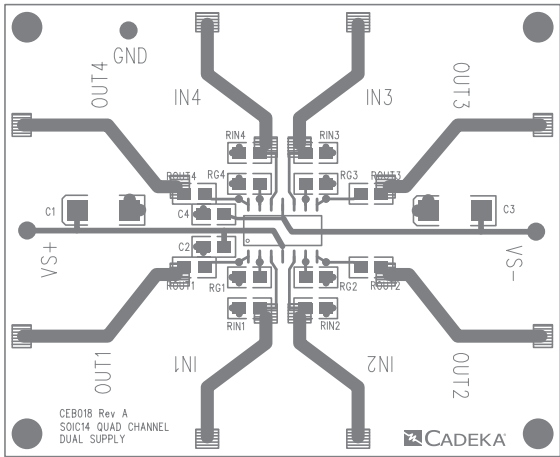 GND
OUT4
IN4
IN3
OUT3
RIN4
RIN3
ROUT4
RG4
RG3
ROUT3
C1
C4
C3
VS+
C2
VS-
ROUT1
RG1
RG2
ROUT2
RIN1
RIN2
OUT1
IN1
IN2
OUT2
CEB018 Rev A
SOIC14 QUAD CHANNEL
DUAL SUPPLY
CADEKA